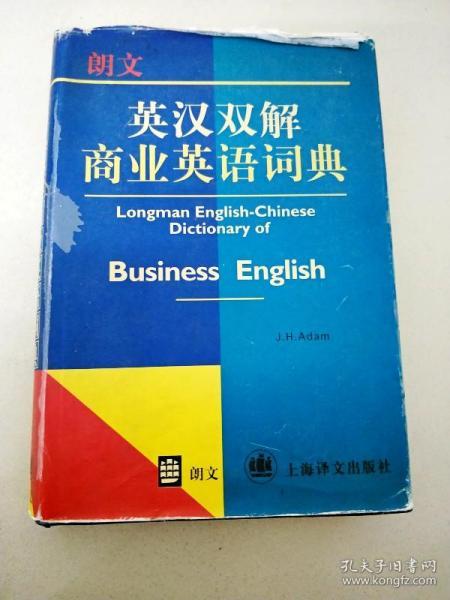 朗文
英汉双解
商业英语词典
Longman English-Chinese
Dictionary of
Business English
J.H.Adam
朗文
上海译文出版社
孔夫子旧书网
www.kongfz.com